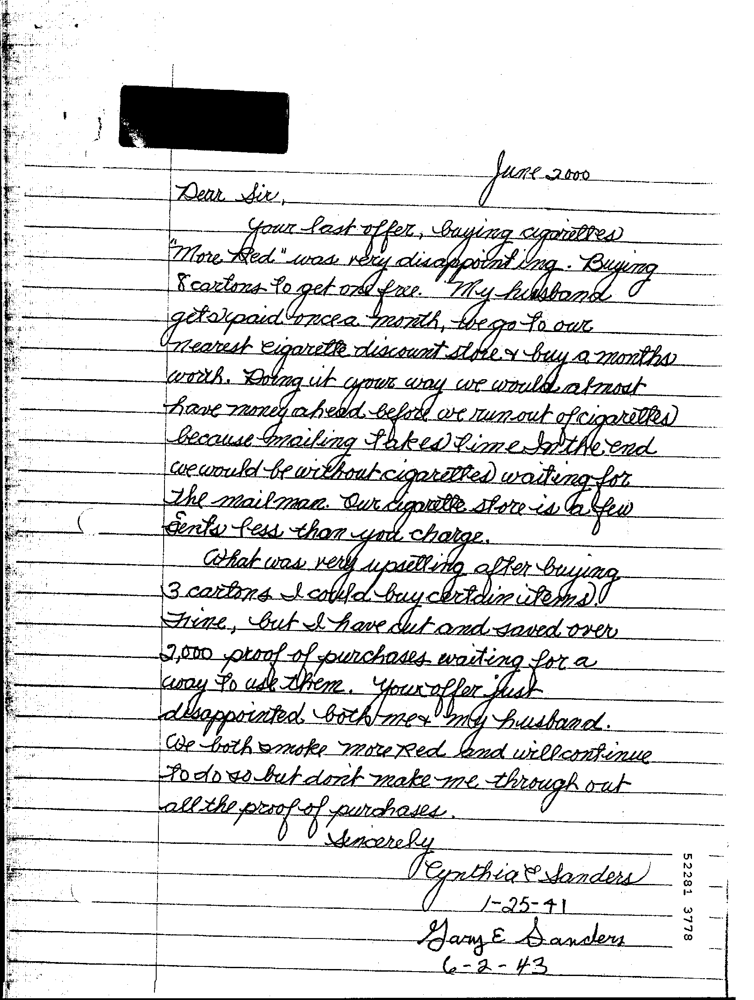 June 2000
Dear Sir,
Your last offer, buying cigarettes
"More Red" was very disappointing. Buying
8 cartons to get one free. My husband
gets paid once a month, we go to our
nearest cigarette discount store & buy a months
worth. Doing it your way we would almost
have money ahead before we run out of cigarettes
because mailing takes time In the end
we would be without cigarettes waiting for
the mailman. Our cigarette store is a few
cents less than you charge.
What was very upsetting after buying
3 cartons I could buy certain items.
Fine, but I have cut and saved over
2,000 proof of purchases waiting for a
way to use them. Your offer just
disappointed both me & my husband.
We both smoke more Red and will continue
to do so but don't make me through out
all the proof of purchases.
Sincerely
Cynthia E Sanders
1-25-41
Gary E Sanders
6-2-43
52281 3778